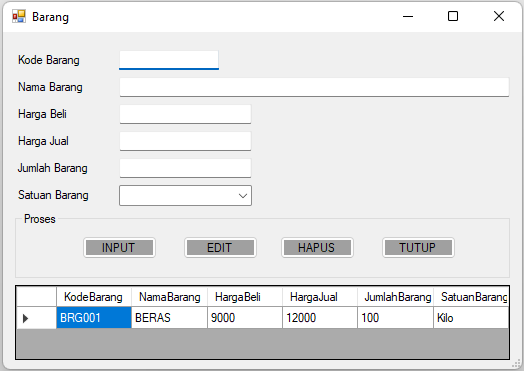 Barang
Kode Barang
Nama Barang
Harga Beli
Harga Jual
Jumlah Barang
Satuan Barang
Proses
INPUT EDIT HAPUS TUTUP
KodeBarang NamaBarang HargaBeli HargaJual JumlahBarang SatuanBarang
BRG001 BERAS 9000 12000 100 Kilo